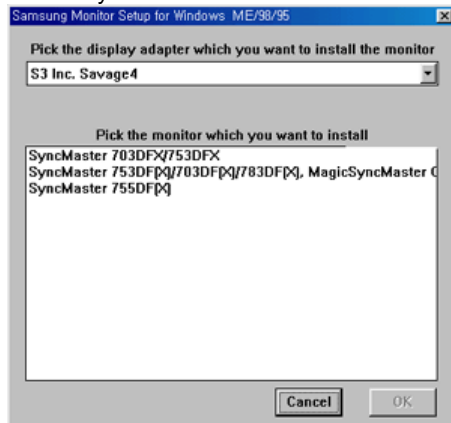 Samsung Monitor Setup for Windows ME/98/95
Pick the display adapter which you want to install the monitor
S3 Inc. Savage4
Pick the monitor which you want to install
SyncMaster 703DFX/753DFX
SyncMaster 753DF[X]/703DF[X]/783DF[X], MagicSyncMaster C
SyncMaster 755DF[X]
Cancel
OK